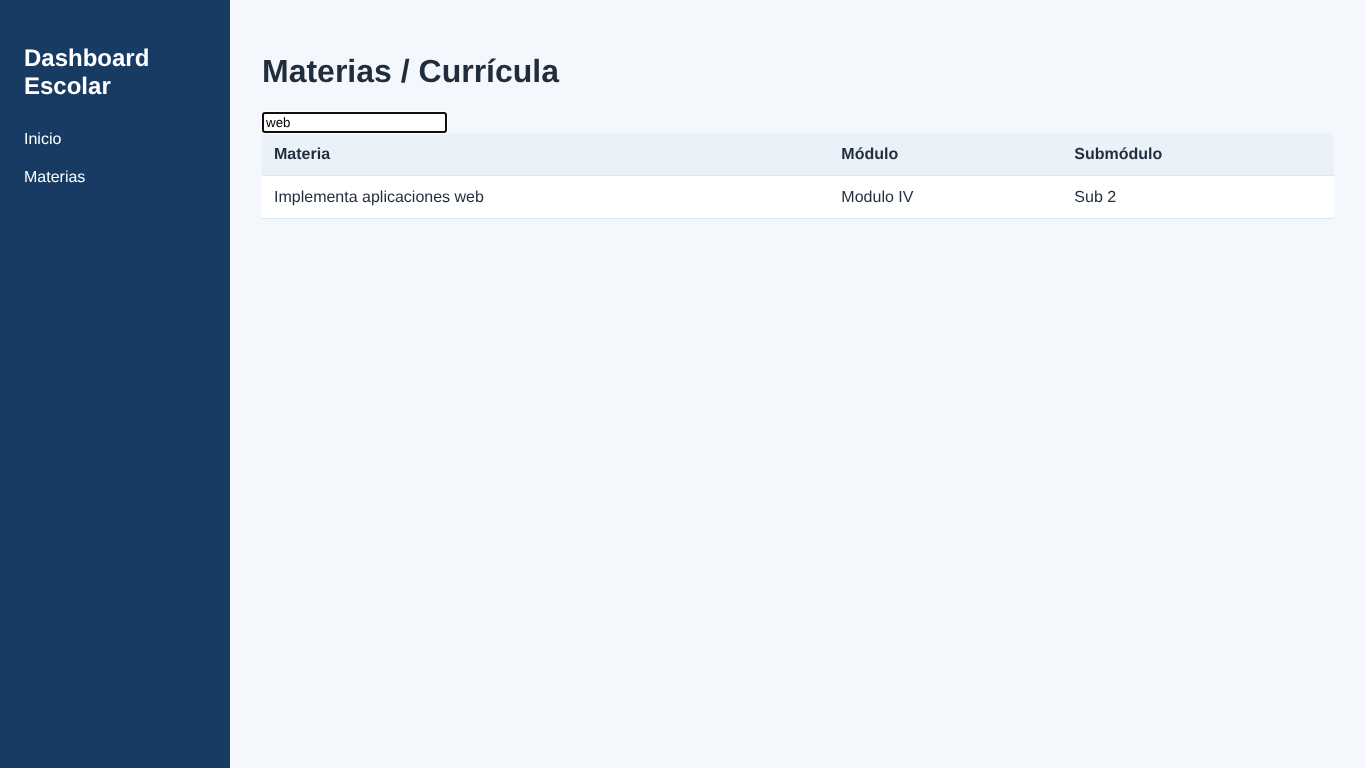 Dashboard
Escolar
Inicio
Materias
Materias / Currícula
web
Materia Módulo Submódulo
Implementa aplicaciones web Modulo IV Sub 2